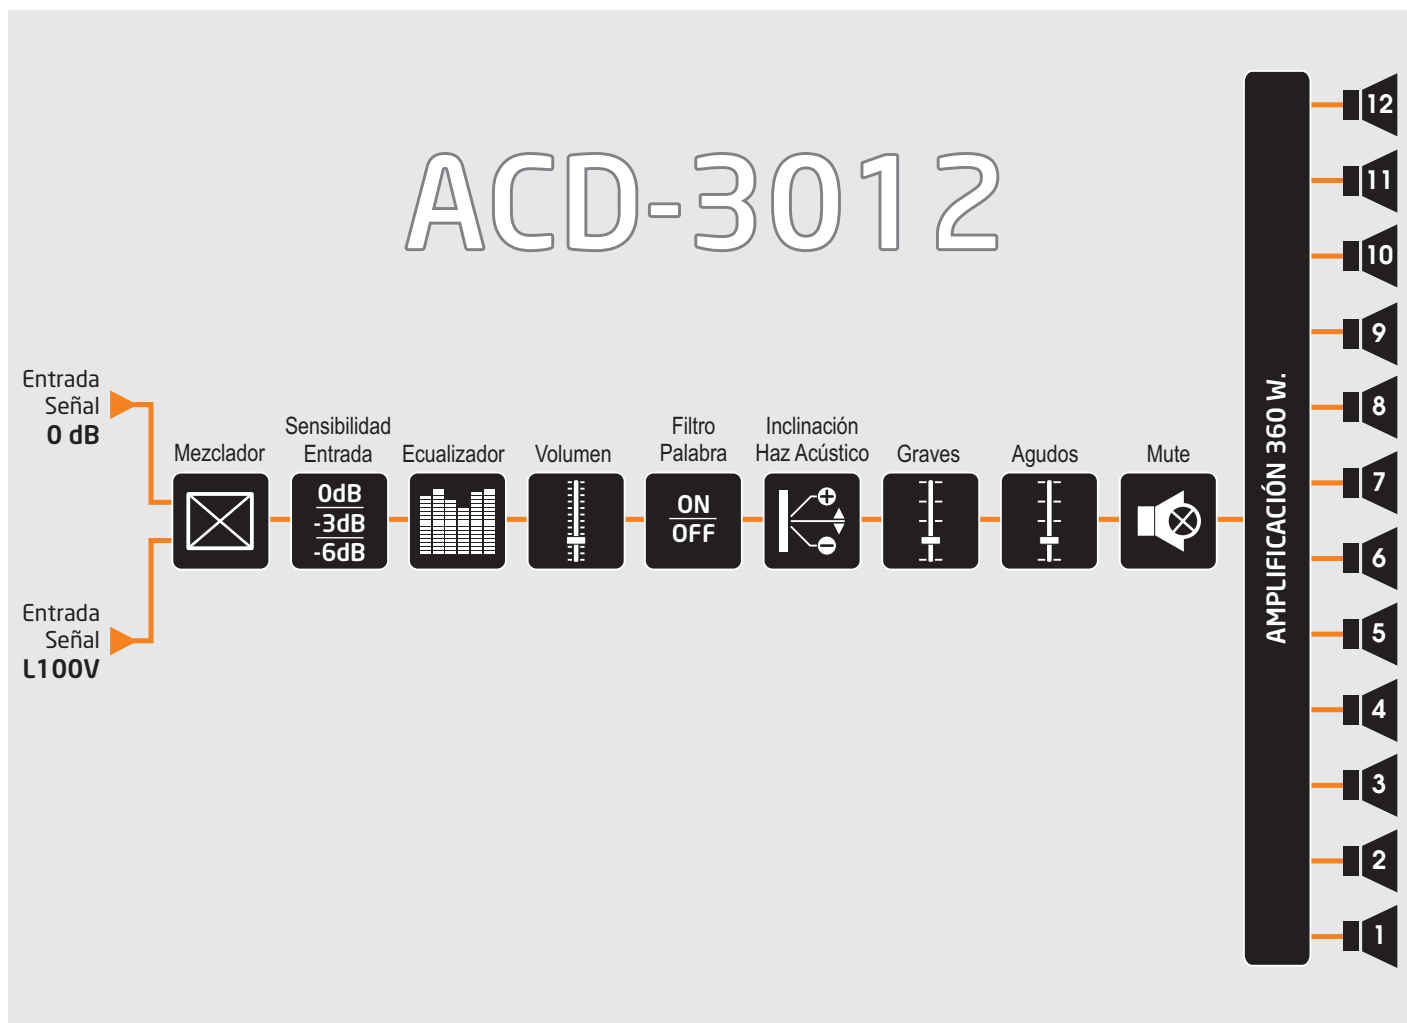 ACD-3012
Entrada
Señal
0 dB
Entrada
Señal
L100V
Mezclador
Sensibilidad
Entrada
0dB
-3dB
-6dB
Ecualizador
Volumen
Filtro
Palabra
ON
OFF
Inclinación
Haz Acústico
Graves
Agudos
Mute
AMPLIFICACIÓN 360 W.
12
11
10
9
8
7
6
5
4
3
2
1